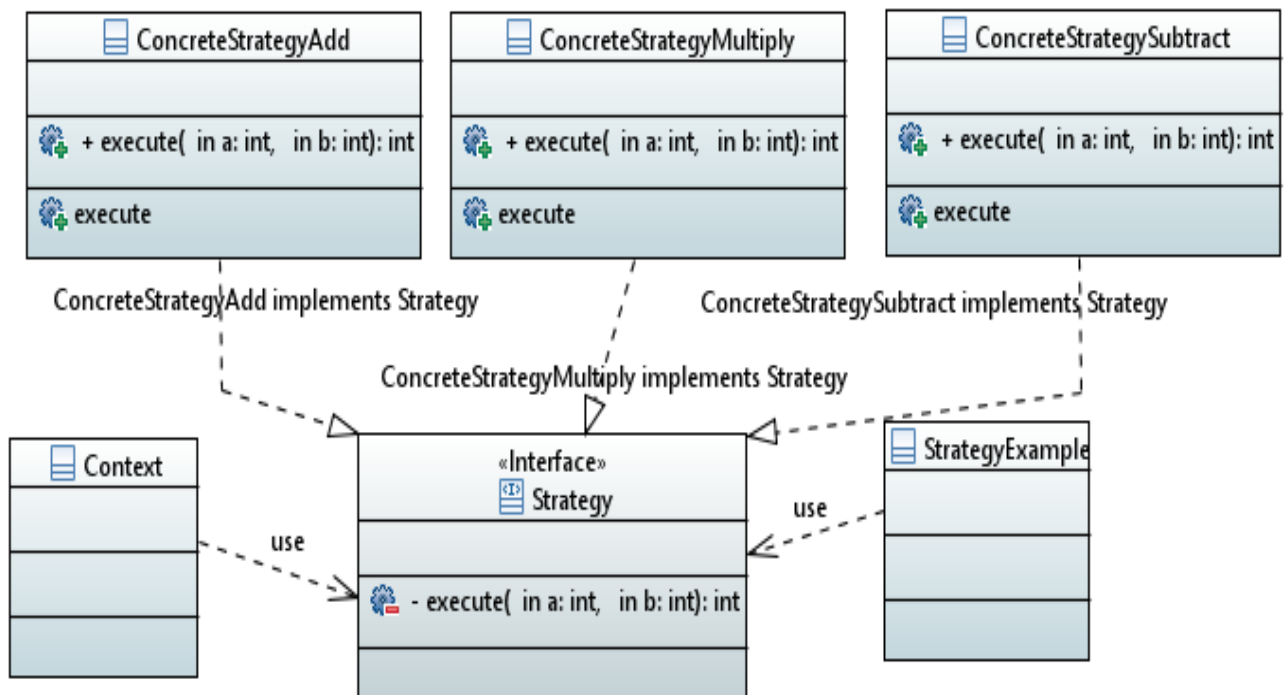 ConcreteStrategyAdd
+ execute( in a: int, in b: int): int
execute
ConcreteStrategyMultiply
+ execute( in a: int, in b: int): int
execute
ConcreteStrategySubtract
+ execute( in a: int, in b: int): int
execute
ConcreteStrategyAdd implements Strategy
ConcreteStrategySubtract implements Strategy
ConcreteStrategyMultiply implements Strategy
Context
use
«Interface»
<I>
Strategy
- execute( in a: int, in b: int): int
use
StrategyExample